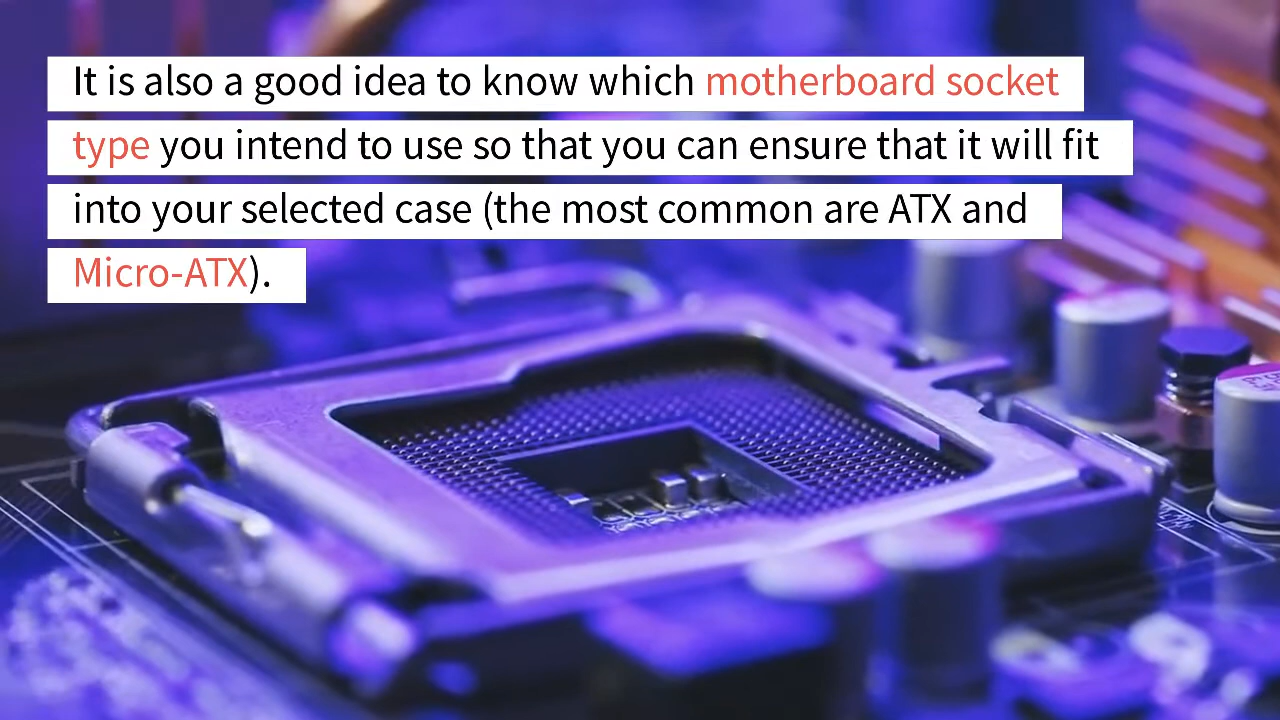 It is also a good idea to know which motherboard socket
type you intend to use so that you can ensure that it will fit
into your selected case (the most common are ATX and
Micro-ATX).